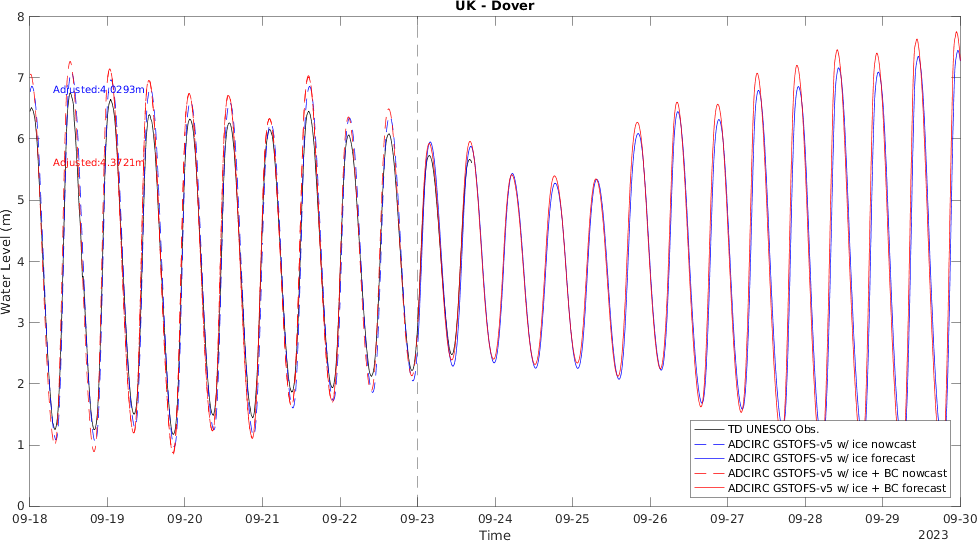 UK - Dover
8
7
6
5
4
3
2
1
0
Water Level (m)
Adjusted:4.0293m
Adjusted:4.3721m
TD UNESCO Obs.
ADCIRC GSTOFS-v5 w/ ice nowcast
ADCIRC GSTOFS-v5 w/ ice forecast
ADCIRC GSTOFS-v5 w/ ice + BC nowcast
ADCIRC GSTOFS-v5 w/ ice + BC forecast
09-18 09-19 09-20 09-21 09-22 09-23 09-24 09-25 09-26 09-27 09-28 09-29 09-30
Time
2023